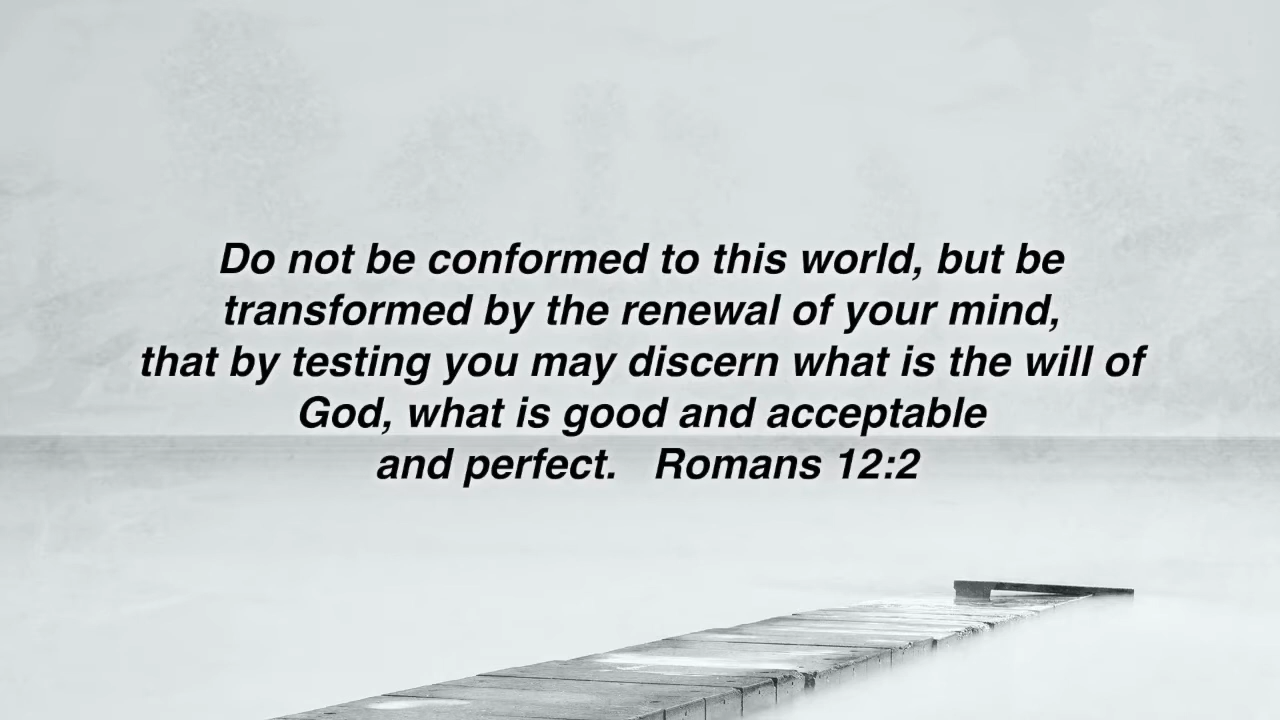 Do not be conformed to this world, but be
transformed by the renewal of your mind,
that by testing you may discern what is the will of
God, what is good and acceptable
and perfect.   Romans 12:2